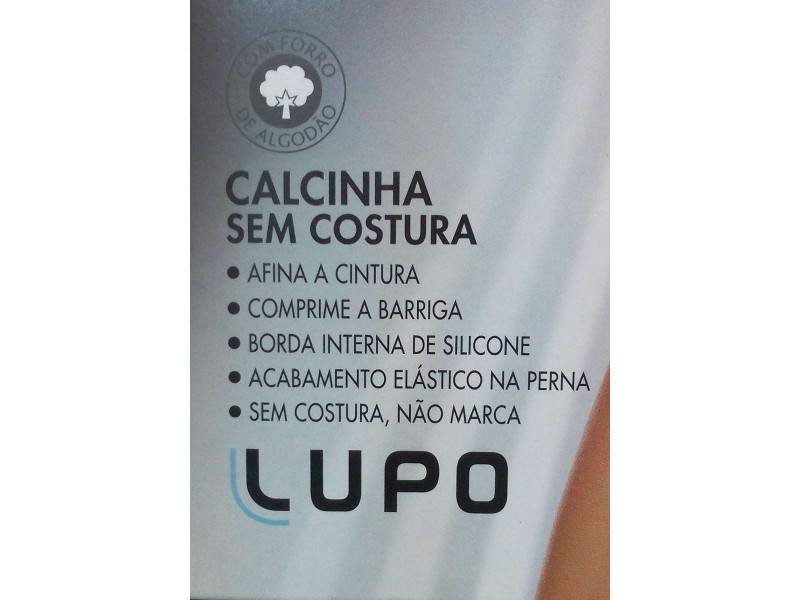 COM FORRO
DE ALGODÃO
CALCINHA
SEM COSTURA
• AFINA A CINTURA
• COMPRIME A BARRIGA
• BORDA INTERNA DE SILICONE
• ACABAMENTO ELÁSTICO NA PERNA
• SEM COSTURA, NÃO MARCA
LUPO